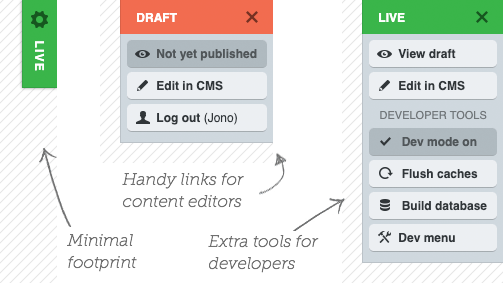 LIVE
DRAFT
Not yet published
Edit in CMS
Log out (Jono)
Handy links for
content editors
Minimal
footprint
Extra tools for
developers
LIVE
View draft
Edit in CMS
DEVELOPER TOOLS
Dev mode on
Flush caches
Build database
Dev menu